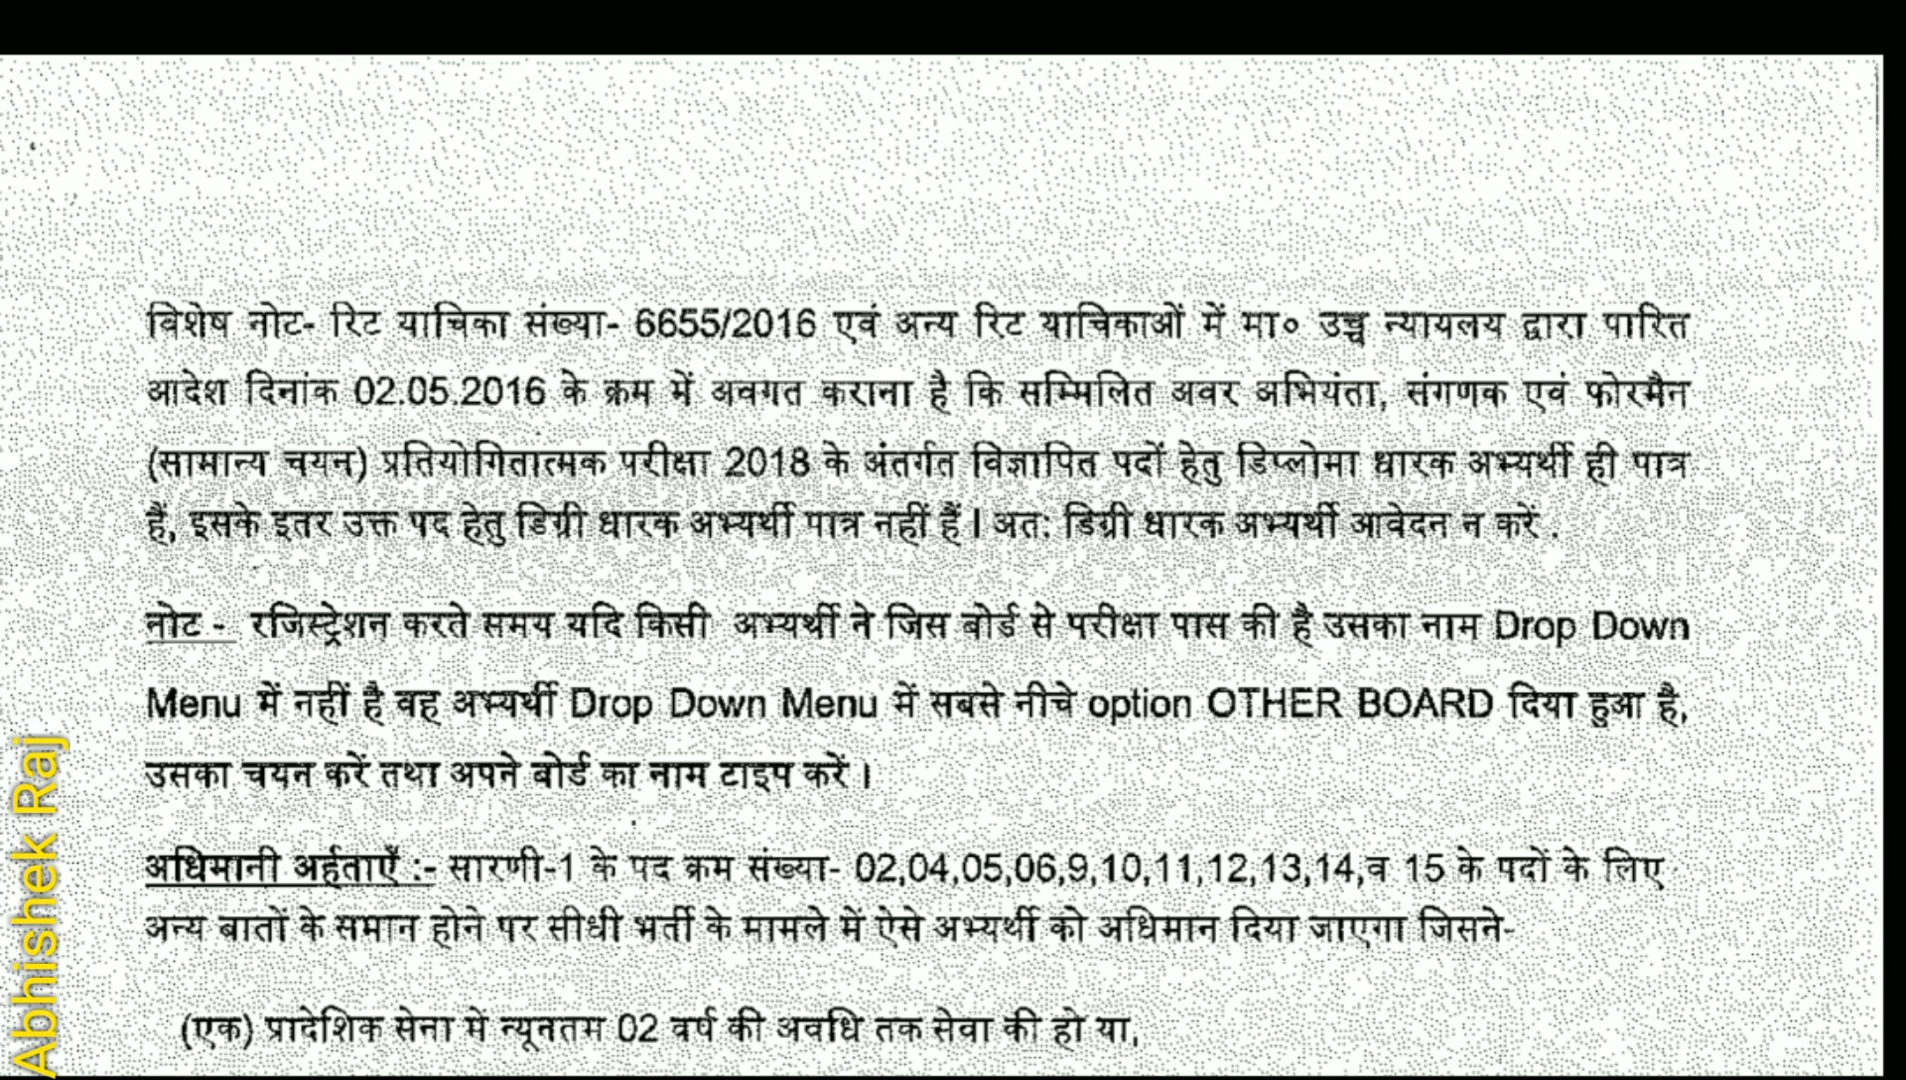 विशेष नोट- रिट याचिका संख्या- 6655/2016 एवं अन्य रिट याचिकाओं में मा० उच्च न्यायलय द्वारा पारित
आदेश दिनांक 02.05.2016 के क्रम में अवगत कराना है कि सम्मिलित अवर अभियंता, संगणक एवं फोरमैन
(सामान्य चयन) प्रतियोगितात्मक परीक्षा 2018 के अंतर्गत विज्ञापित पदों हेतु डिप्लोमा धारक अभ्यर्थी ही पात्र
हैं, इसके इतर उक्त पद हेतु डिग्री धारक अभ्यर्थी पात्र नहीं हैं । अत: डिग्री धारक अभ्यर्थी आवेदन न करें .
नोट - रजिस्ट्रेशन करते समय यदि किसी अभ्यर्थी ने जिस बोर्ड से परीक्षा पास की है उसका नाम Drop Down
Menu में नहीं है वह अभ्यर्थी Drop Down Menu में सबसे नीचे option OTHER BOARD दिया हुआ है,
उसका चयन करें तथा अपने बोर्ड का नाम टाइप करें ।
अधिमानी अर्हताएँ :- सारणी-1 के पद क्रम संख्या- 02,04,05,06,9,10,11,12,13,14,व 15 के पदों के लिए
अन्य बातों के समान होने पर सीधी भर्ती के मामले में ऐसे अभ्यर्थी को अधिमान दिया जाएगा जिसने-
(एक) प्रादेशिक सेना मे न्यूनतम 02 वर्ष की अवधि तक सेवा की हो या,
Abhishek Raj